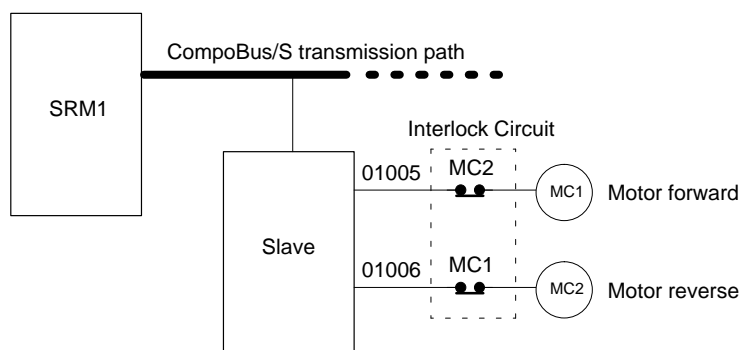 CompoBus/S transmission path
SRM1
Interlock Circuit
01005
MC2
MC1
Motor forward
Slave
01006
MC1
MC2
Motor reverse